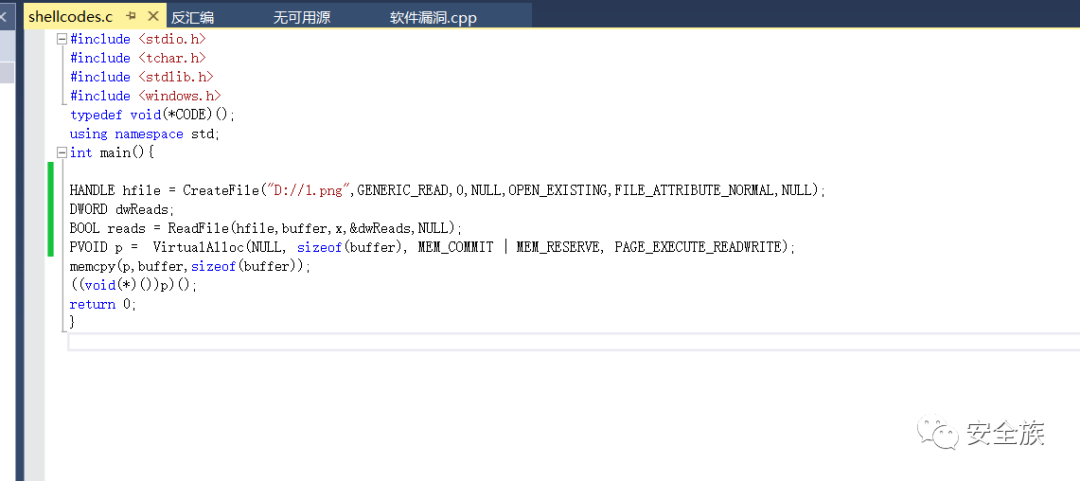 shellcodes.c 反汇编 无可用源 软件漏洞.cpp
#include <stdio.h>
#include <tchar.h>
#include <stdlib.h>
#include <windows.h>
typedef void(*CODE)();
using namespace std;
int main(){
HANDLE hfile = CreateFile("D://1.png",GENERIC_READ,0,NULL,OPEN_EXISTING,FILE_ATTRIBUTE_NORMAL,NULL);
DWORD dwReads;
BOOL reads = ReadFile(hfile,buffer,x,&dwReads,NULL);
PVOID p =  VirtualAlloc(NULL, sizeof(buffer), MEM_COMMIT | MEM_RESERVE, PAGE_EXECUTE_READWRITE);
memcpy(p,buffer,sizeof(buffer));
((void(*)())p)();
return 0;
}
安全族